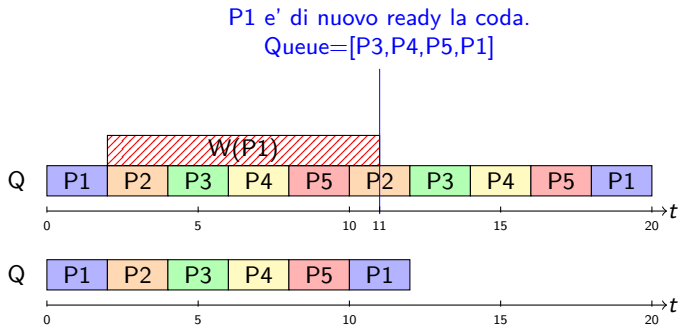 P1 e' di nuovo ready la coda.
Queue=[P3,P4,P5,P1]
W(P1)
Q P1 P2 P3 P4 P5 P2 P3 P4 P5 P1
t
0 5 10 11 15 20
Q P1 P2 P3 P4 P5 P1
t
0 5 10 15 20